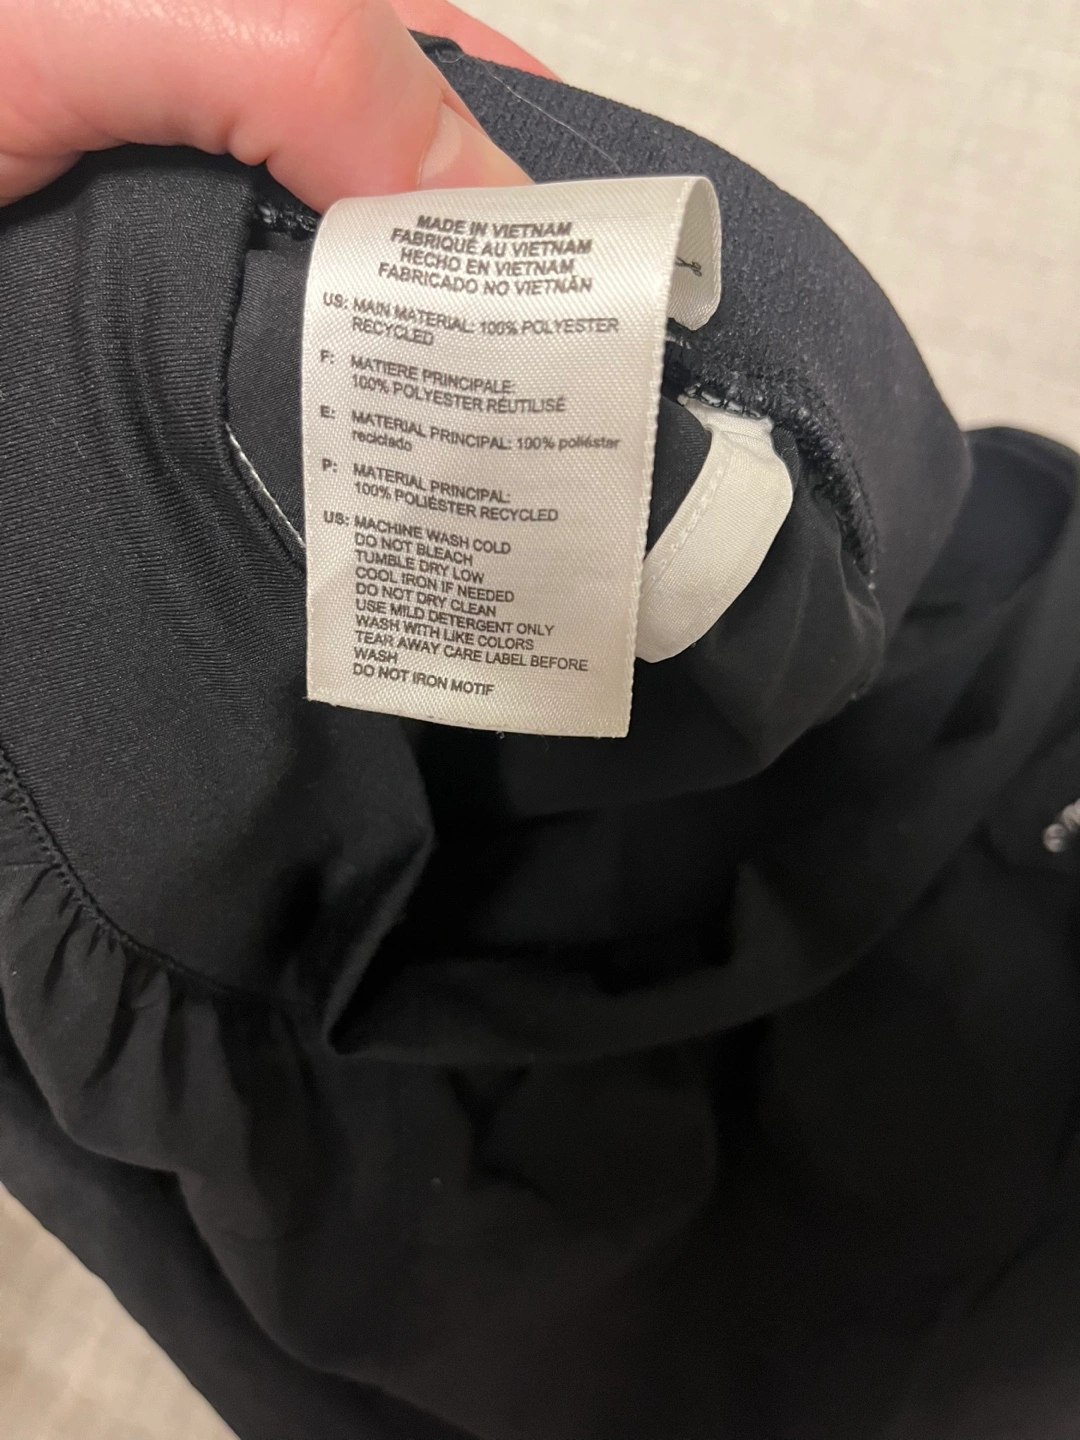 MADE IN VIETNAM
FABRIQUÉ AU VIETNAM
HECHO EN VIETNAM
FABRICADO NO VIETNÃN
US: MAIN MATERIAL: 100% POLYESTER
RECYCLED
F: MATIERE PRINCIPALE:
100% POLYESTER RÉUTILISÉ
E: MATERIAL PRINCIPAL: 100% poliéster
reciclado
P: MATERIAL PRINCIPAL:
100% POLIÉSTER RECYCLED
US: MACHINE WASH COLD
DO NOT BLEACH
TUMBLE DRY LOW
COOL IRON IF NEEDED
DO NOT DRY CLEAN
USE MILD DETERGENT ONLY
WASH WITH LIKE COLORS
TEAR AWAY CARE LABEL BEFORE
WASH
DO NOT IRON MOTIF